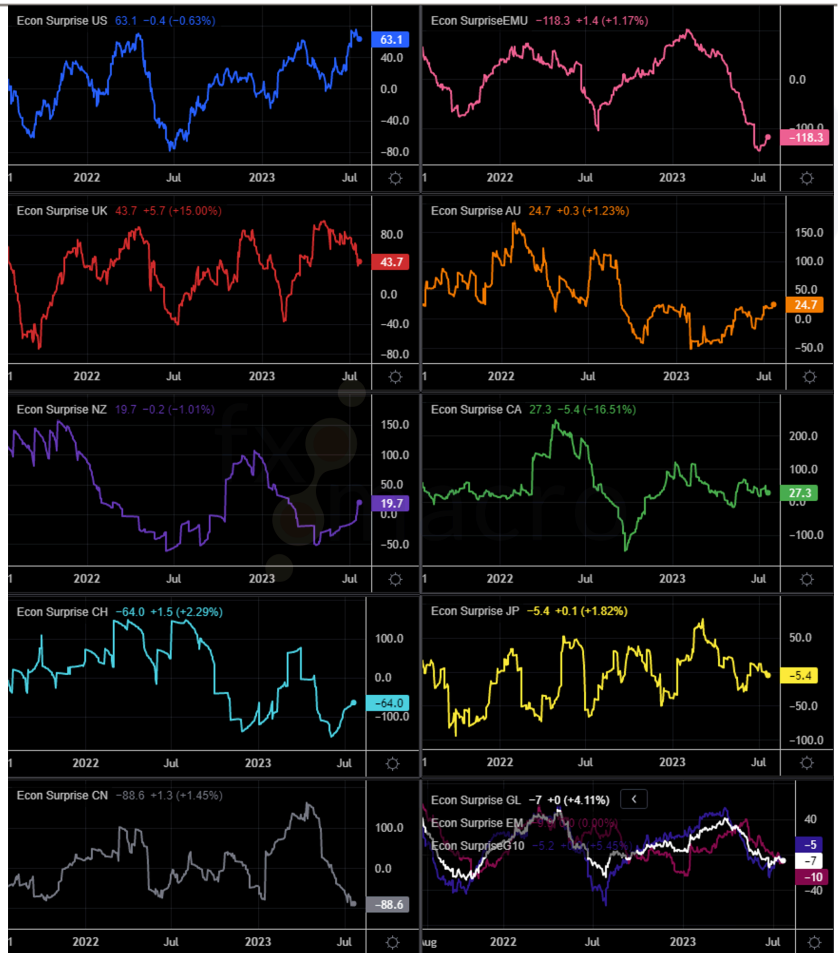 Econ Surprise US 63.1 −0.4 (−0.63%)
63.1
40.0
0.0
−40.0
−80.0
1 2022 Jul 2023 Jul
Econ SurpriseEMU −118.3 +1.4 (+1.17%)
0.0
−100.0
−118.3
2022 Jul 2023 Jul
Econ Surprise UK 43.7 +5.7 (+15.00%)
80.0
43.7
0.0
−40.0
−80.0
1 2022 Jul 2023 Jul
Econ Surprise AU 24.7 +0.3 (+1.23%)
150.0
100.0
50.0
24.7
0.0
−50.0
2022 Jul 2023 Jul
Econ Surprise NZ 19.7 −0.2 (−1.01%)
150.0
100.0
50.0
19.7
0.0
−50.0
1 2022 Jul 2023 Jul
Econ Surprise CA 27.3 −5.4 (−16.51%)
200.0
100.0
27.3
0.0
−100.0
2022 Jul 2023 Jul
Econ Surprise CH −64.0 +1.5 (+2.29%)
100.0
0.0
−64.0
−100.0
1 2022 Jul 2023 Jul
Econ Surprise JP −5.4 +0.1 (+1.82%)
50.0
−5.4
−50.0
−100.0
2022 Jul 2023 Jul
Econ Surprise CN −88.6 +1.3 (+1.45%)
100.0
0.0
−88.6
1 2022 Jul 2023 Jul
Econ Surprise GL −7 +0 (+4.11%)
Econ Surprise EM (0.00%)
Econ SurpriseG10 −5.2
40
−5
−7
−10
−40
Aug 2022 Jul 2023 Jul